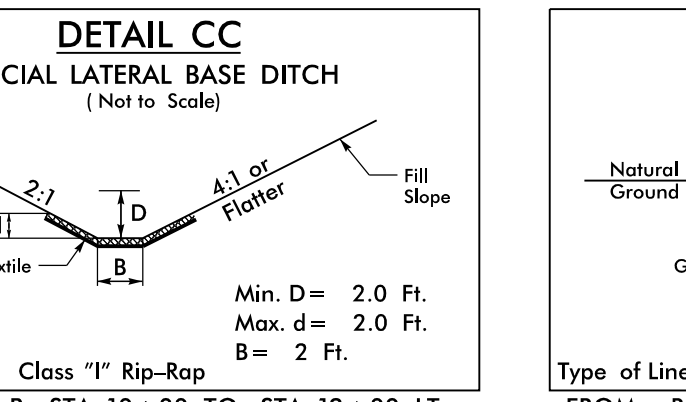 DETAIL CC
CIAL LATERAL BASE DITCH
( Not to Scale)
2:1
D
4:1 or
Flatter
Fill
Slope
B
Min. D = 2.0 Ft.
Max. d = 2.0 Ft.
B = 2 Ft.
Class "I" Rip-Rap
Natural
Ground
G
Type of Line